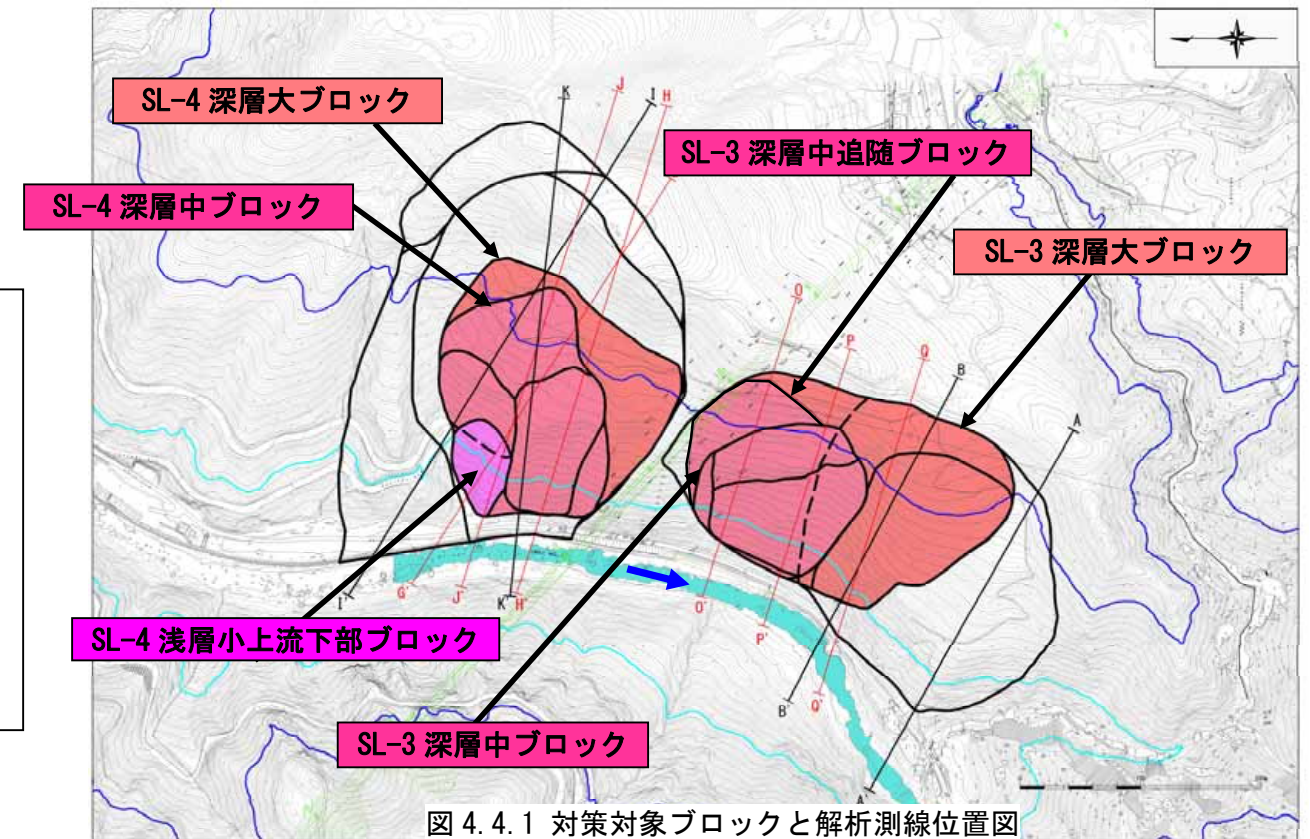 SL-4 深層大ブロック
K
J
I
H
SL-3 深層中追随ブロック
SL-4 深層中ブロック
SL-3 深層大ブロック
O
P
Q
B
A
I'
G'
J'
K'
H'
O'
P'
B'
Q'
A'
SL-4 浅層小上流下部ブロック
SL-3 深層中ブロック
図 4.4.1 対策対象ブロックと解析測線位置図